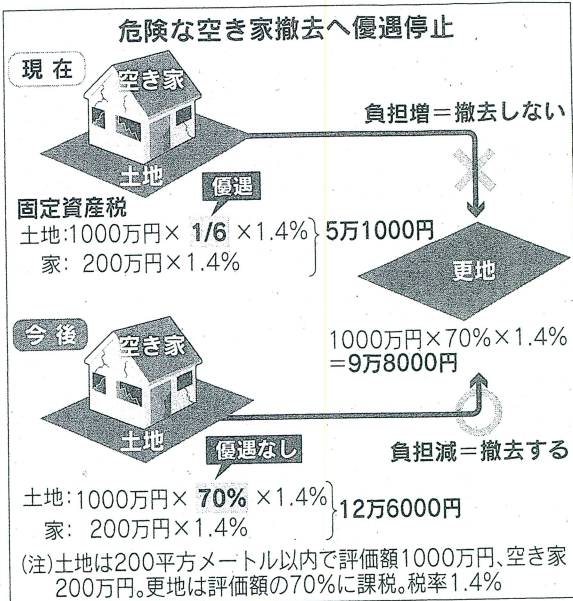 危険な空き家撤去へ優遇停止
現在
空き家
土地
負担増＝撤去しない
優遇
固定資産税
土地:1000万円× 1/6 ×1.4%
家: 200万円×1.4%
5万1000円
更地
1000万円×70%×1.4%
=9万8000円
今後
空き家
土地
優遇なし
負担減＝撤去する
土地:1000万円× 70% ×1.4%
家: 200万円×1.4%
12万6000円
(注)土地は200平方メートル以内で評価額1000万円、空き家
200万円。更地は評価額の70%に課税。税率1.4%